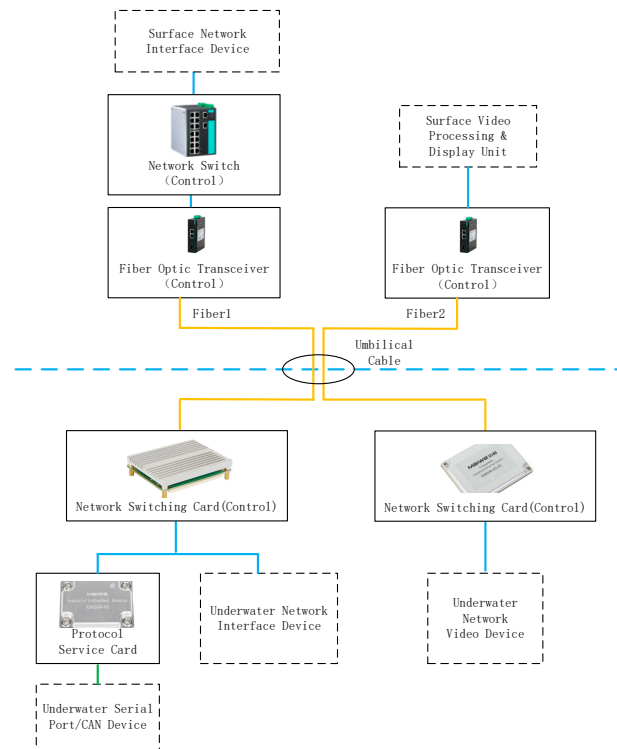 Surface Network
Interface Device
Network Switch
（Control）
Surface Video
Processing &
Display Unit
Fiber Optic Transceiver
（Control）
Fiber Optic Transceiver
（Control）
Fiber1
Fiber2
Umbilical
Cable
Network Switching Card(Control)
Network Switching Card(Control)
Protocol
Service Card
Underwater Network
Interface Device
Underwater
Network
Video Device
Underwater Serial
Port/CAN Device